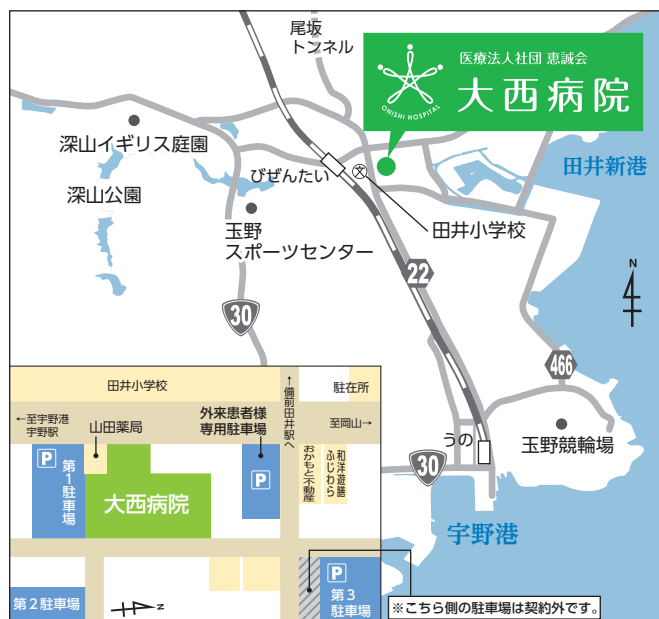 尾坂
トンネル
医療法人社団 恵誠会
大西病院
ONISHI HOSPITAL
深山イギリス庭園
びぜんたい
文
田井新港
深山公園
田井小学校
玉野
スポーツセンター
22
N
30
466
玉野競輪場
うの
30
宇野港
田井小学校
←備前田井駅へ
駐在所
←至宇野港
宇野駅
山田薬局
外来患者様
専用駐車場
至岡山→
P
第1駐車場
大西病院
P
おかもと不動産
和洋遊膳
ふじわら
第2駐車場
N
P
第3
駐車場
※こちら側の駐車場は契約外です。